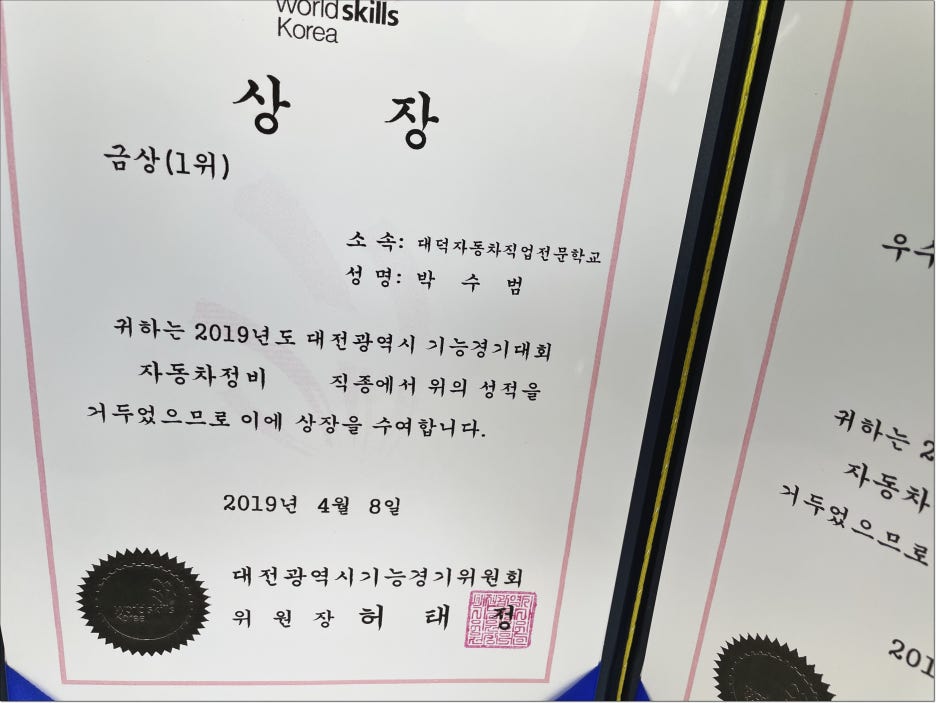 worldskills
Korea
상 장
금상(1위)
소 속: 대덕자동차직업전문학교
성 명: 박 수 범
귀하는 2019년도 대전광역시 기능경기대회
자동차정비 직종에서 위의 성적을
거두었으므로 이에 상장을 수여합니다.
2019년 4월 8일
대전광역시기능경기위원회
위 원 장 허 태 정
worldskills
Korea
우수
귀하는 2
자동차
거두었으므로
201